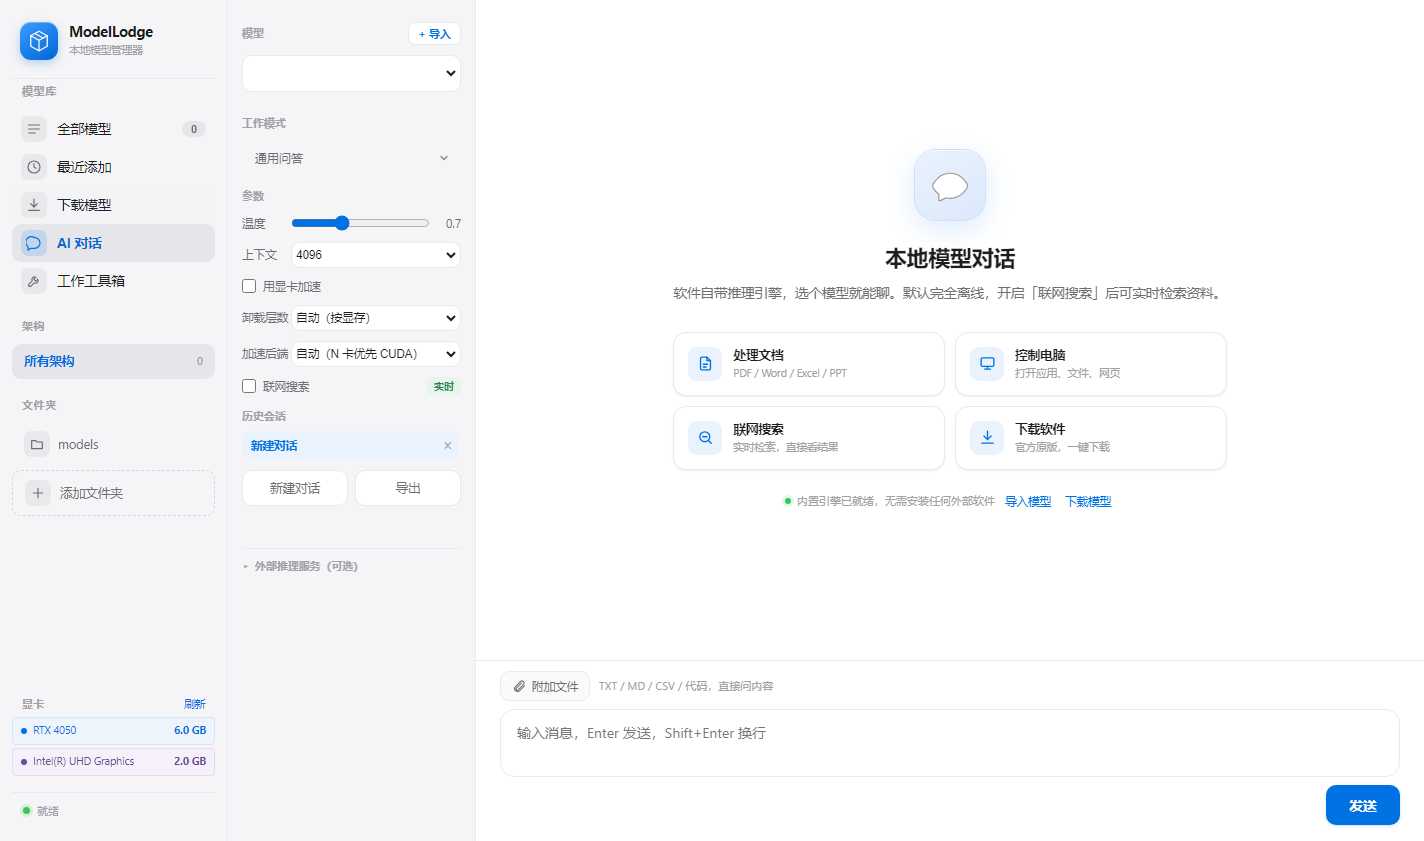 ModelLodge
本地模型管理器
模型库
全部模型 0
最近添加
下载模型
AI 对话
工作工具箱
架构
所有架构 0
文件夹
models
添加文件夹
显卡 刷新
RTX 4050 6.0 GB
Intel(R) UHD Graphics 2.0 GB
就绪
模型 + 导入
工作模式
通用问答
参数
温度 0.7
上下文 4096
用显卡加速
卸载层数 自动（按显存）
加速后端 自动（N 卡优先 CUDA）
联网搜索 实时
历史会话
新建对话 ×
新建对话 导出
外部推理服务（可选）
本地模型对话
软件自带推理引擎，选个模型就能聊。默认完全离线，开启「联网搜索」后可实时检索资料。
处理文档
PDF / Word / Excel / PPT
控制电脑
打开应用、文件、网页
联网搜索
实时检索，直接看结果
下载软件
官方原版，一键下载
内置引擎已就绪，无需安装任何外部软件 导入模型 下载模型
附加文件 TXT / MD / CSV / 代码，直接问内容
输入消息，Enter 发送，Shift+Enter 换行
发送